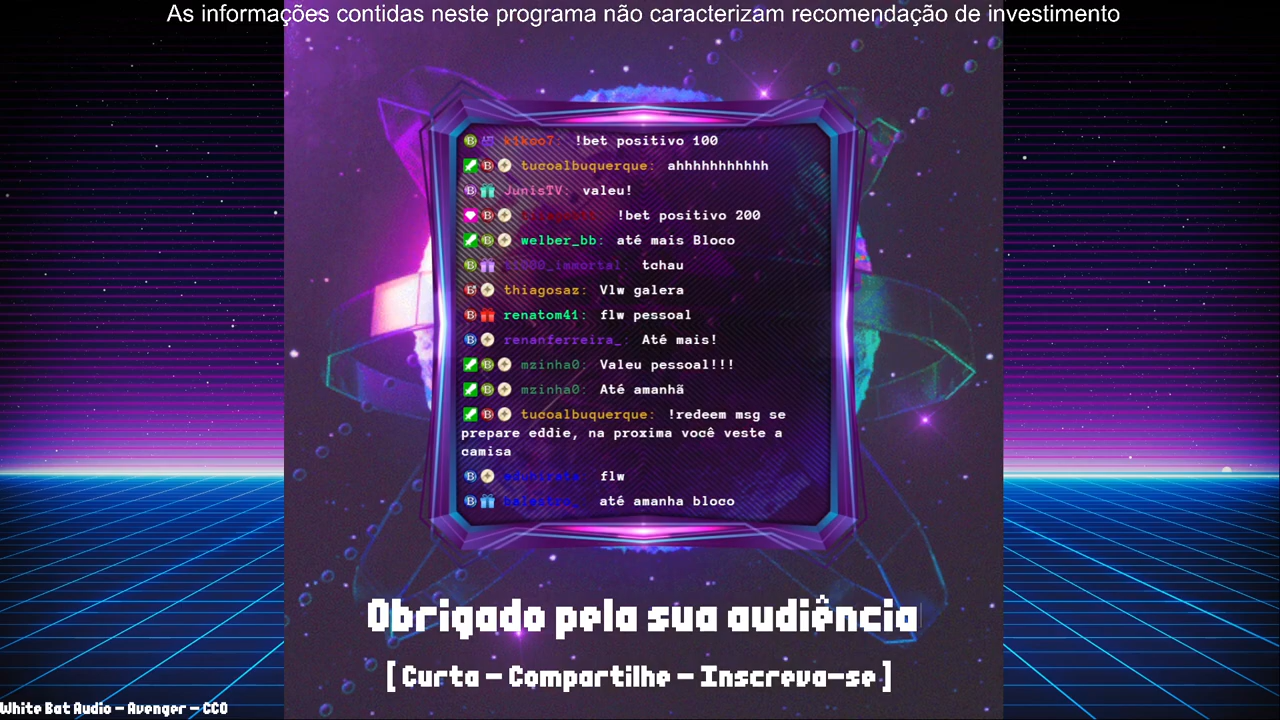 As informações contidas neste programa não caracterizam recomendação de investimento
!bet positivo 100
tucoalbuquerque: ahhhhhhhhhhh
JunisTV: valeu!
!bet positivo 200
welber_bb: até mais Bloco
tchau
thiagosaz: Vlw galera
renatom41: flw pessoal
renanferreira_: Até mais!
mzinha0: Valeu pessoal!!!
mzinha0: Até amanhã
tucoalbuquerque: !redeem msg se
prepare eddie, na proxima você veste a
camisa
flw
até amanha bloco
Obrigado pela sua audiência
[ Curta - Compartilhe - Inscreva-se ]
White Bat Audio - Avenger - CC0